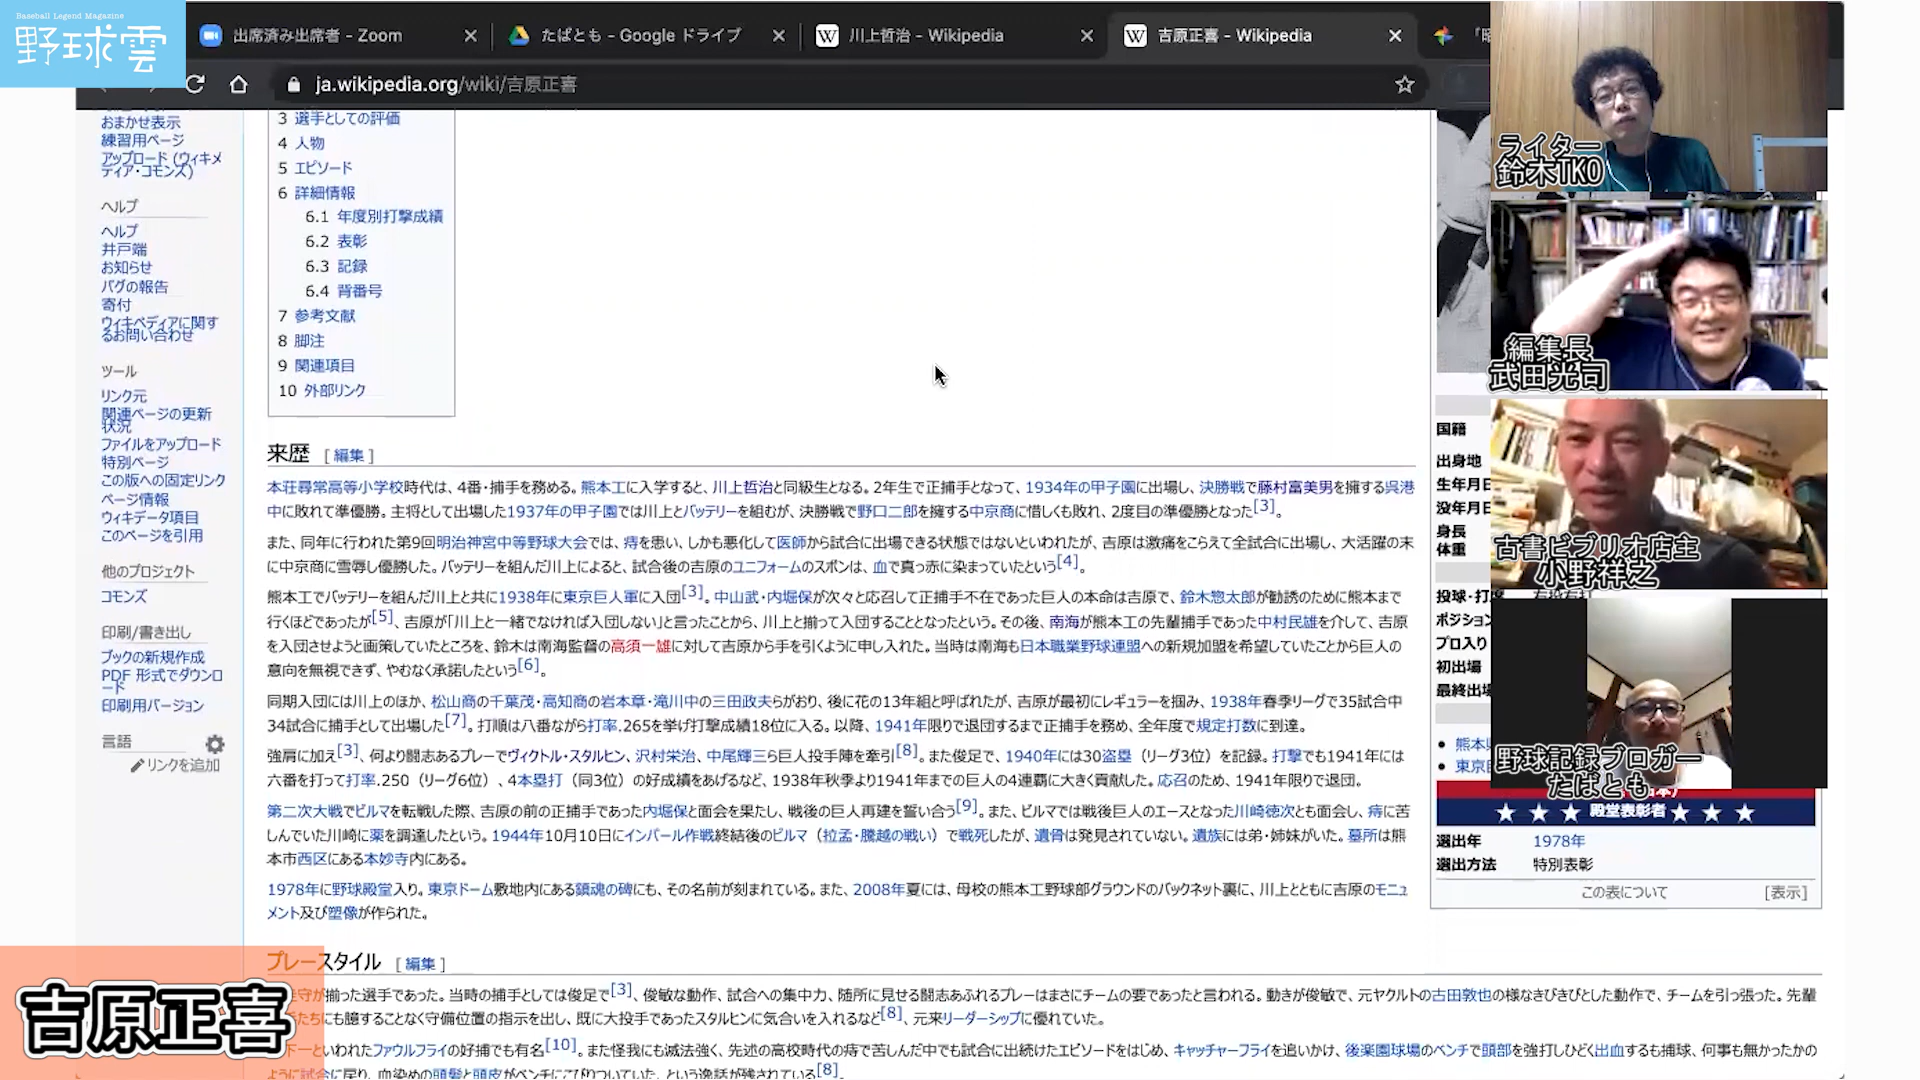 Baseball Legend Magazine
野球雲
出席済み出席者 - Zoom
たばとも - Google ドライブ
川上哲治 - Wikipedia
吉原正喜 - Wikipedia
ja.wikipedia.org/wiki/吉原正喜
おまかせ表示
練習用ページ
アップロード (ウィキメ
ディア・コモンズ)
ヘルプ
ヘルプ
井戸端
お知らせ
バグの報告
寄付
ウィキペディアに関す
るお問い合わせ
ツール
リンク元
関連ページの更新
状況
ファイルをアップロード
特別ページ
この版への固定リンク
ページ情報
ウィキデータ項目
このページを引用
他のプロジェクト
コモンズ
印刷/書き出し
ブックの新規作成
PDF 形式でダウンロ
ード
印刷用バージョン
言語
リンクを追加
3 選手としての評価
4 人物
5 エピソード
6 詳細情報
6.1 年度別打撃成績
6.2 表彰
6.3 記録
6.4 背番号
7 参考文献
8 脚注
9 関連項目
10 外部リンク
来歴 [ 編集 ]
本荘尋常高等小学校時代は、4番・捕手を務める。熊本工に入学すると、川上哲治と同級生となる。2年生で正捕手となって、1934年の甲子園に出場し、決勝戦で藤村富美男を擁する呉港
中に敗れて準優勝。主将として出場した1937年の甲子園では川上とバッテリーを組むが、決勝戦で野口二郎を擁する中京商に惜しくも敗れ、2度目の準優勝となった[3]。
また、同年に行われた第9回明治神宮中等野球大会では、痔を患い、しかも悪化して医師から試合に出場できる状態ではないといわれたが、吉原は激痛をこらえて全試合に出場し、大活躍の末
に中京商に雪辱し優勝した。バッテリーを組んだ川上によると、試合後の吉原のユニフォームのズボンは、血で真っ赤に染まっていたという[4]。
熊本工でバッテリーを組んだ川上と共に1938年に東京巨人軍に入団[3]。中山武・内堀保が次々と応召して正捕手不在であった巨人の本命は吉原で、鈴木惣太郎が勧誘のために熊本まで
行くほどであったが[5]、吉原が「川上と一緒でなければ入団しない」と言ったことから、川上と揃って入団することとなったという。その後、南海が熊本工の先輩捕手であった中村民雄を介して、吉原
を入団させようと画策していたところを、鈴木は南海監督の高須一雄に対して吉原から手を引くように申し入れた。当時は南海も日本職業野球連盟への新規加盟を希望していたことから巨人の
意向を無視できず、やむなく承諾したという[6]。
同期入団には川上のほか、松山商の千葉茂・高知商の岩本章・滝川中の三田政夫らがおり、後に花の13年組と呼ばれたが、吉原が最初にレギュラーを掴み、1938年春季リーグで35試合中
34試合に捕手として出場した[7]。打順は八番ながら打率.265を挙げ打撃成績18位に入る。以降、1941年限りで退団するまで正捕手を務め、全年度で規定打数に到達。
強肩に加え[3]、何より闘志あるプレーでヴィクトル・スタルヒン、沢村栄治、中尾輝三ら巨人投手陣を牽引[8]。また俊足で、1940年には30盗塁（リーグ3位）を記録。打撃でも1941年には
六番を打って打率.250（リーグ6位）、4本塁打（同3位）の好成績をあげるなど、1938年秋季より1941年までの巨人の4連覇に大きく貢献した。応召のため、1941年限りで退団。
第二次大戦でビルマを転戦した際、吉原の前の正捕手であった内堀保と面会を果たし、戦後の巨人再建を誓い合う[9]。また、ビルマでは戦後巨人のエースとなった川崎徳次とも面会し、痔に苦
しんでいた川崎に薬を調達したという。1944年10月10日にインパール作戦終結後のビルマ（拉孟・騰越の戦い）で戦死したが、遺骨は発見されていない。遺族には弟・姉妹がいた。墓所は熊
本市西区にある本妙寺内にある。
1978年に野球殿堂入り。東京ドーム敷地内にある鎮魂の碑にも、その名前が刻まれている。また、2008年夏には、母校の熊本工野球部グラウンドのバックネット裏に、川上とともに吉原のモニュ
メント及び塑像が作られた。
プレースタイル [ 編集 ]
守が揃った選手であった。当時の捕手としては俊足で[3]、俊敏な動作、試合への集中力、随所に見せる闘志あふれるプレーはまさにチームの要であったと言われる。動きが俊敏で、元ヤクルトの古田敦也の様なきびきびとした動作で、チームを引っ張った。先輩
たちにも臆することなく守備位置の指示を出し、既に大投手であったスタルヒンに気合いを入れるなど[8]、元来リーダーシップに優れていた。
下一といわれたファウルフライの好捕でも有名[10]。また怪我にも滅法強く、先述の高校時代の痔で苦しんだ中でも試合に出続けたエピソードをはじめ、キャッチャーフライを追いかけ、後楽園球場のベンチで頭部を強打しひどく出血するも捕球、何事も無かったかの
ように試合に戻り、血染めの頭髪と頭皮がベンチにこびりついていた、という逸話が残されている[8]。
国籍
出身地
生年月日
没年月日
身長
体重
投球・打席 右投右打
ポジション
プロ入り
初出場
最終出場
殿堂表彰者
選出年 1978年
選出方法 特別表彰
この表について [表示]
ライター
鈴木TKO
編集長
武田光司
古書ビブリオ店主
小野祥之
野球記録ブロガー
たばとも
吉原正喜